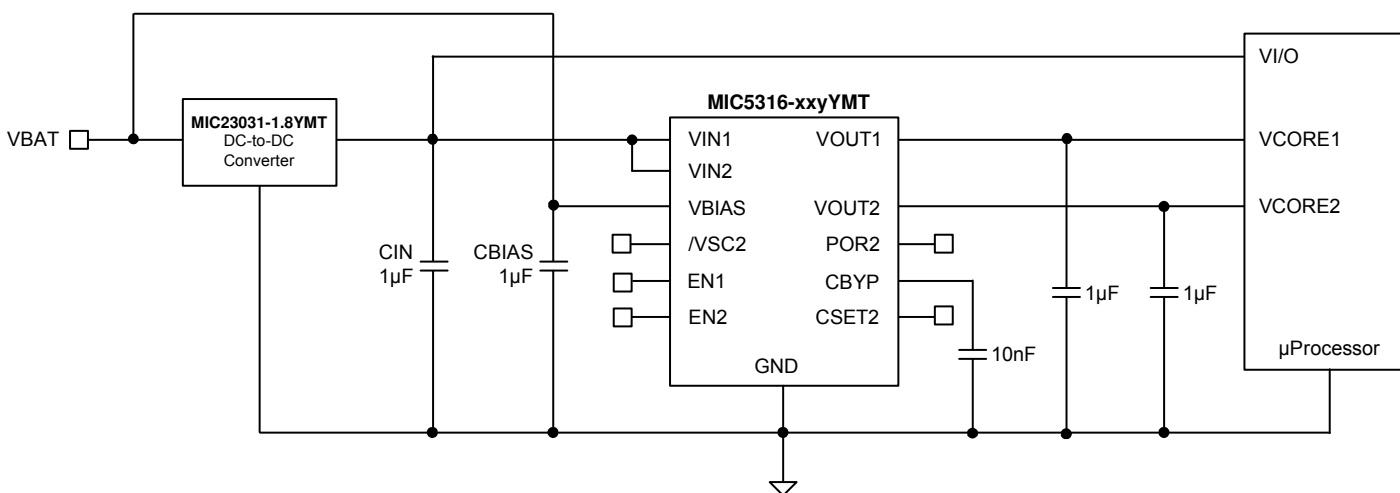 VI/O
MIC5316-xxyYMT
VBAT
MIC23031-1.8YMT
DC-to-DC
Converter
VIN1
VOUT1
VCORE1
VIN2
VBIAS
VOUT2
VCORE2
/VSC2
POR2
CIN
1µF
CBIAS
1µF
EN1
CBYP
1µF
1µF
EN2
CSET2
10nF
µProcessor
GND